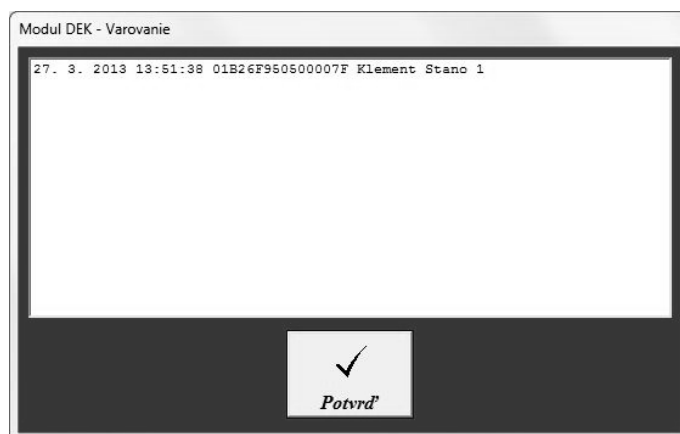 Modul DEK - Varovanie
27. 3. 2013 13:51:38 01B26F950500007F Klement Stano 1
Potvrď